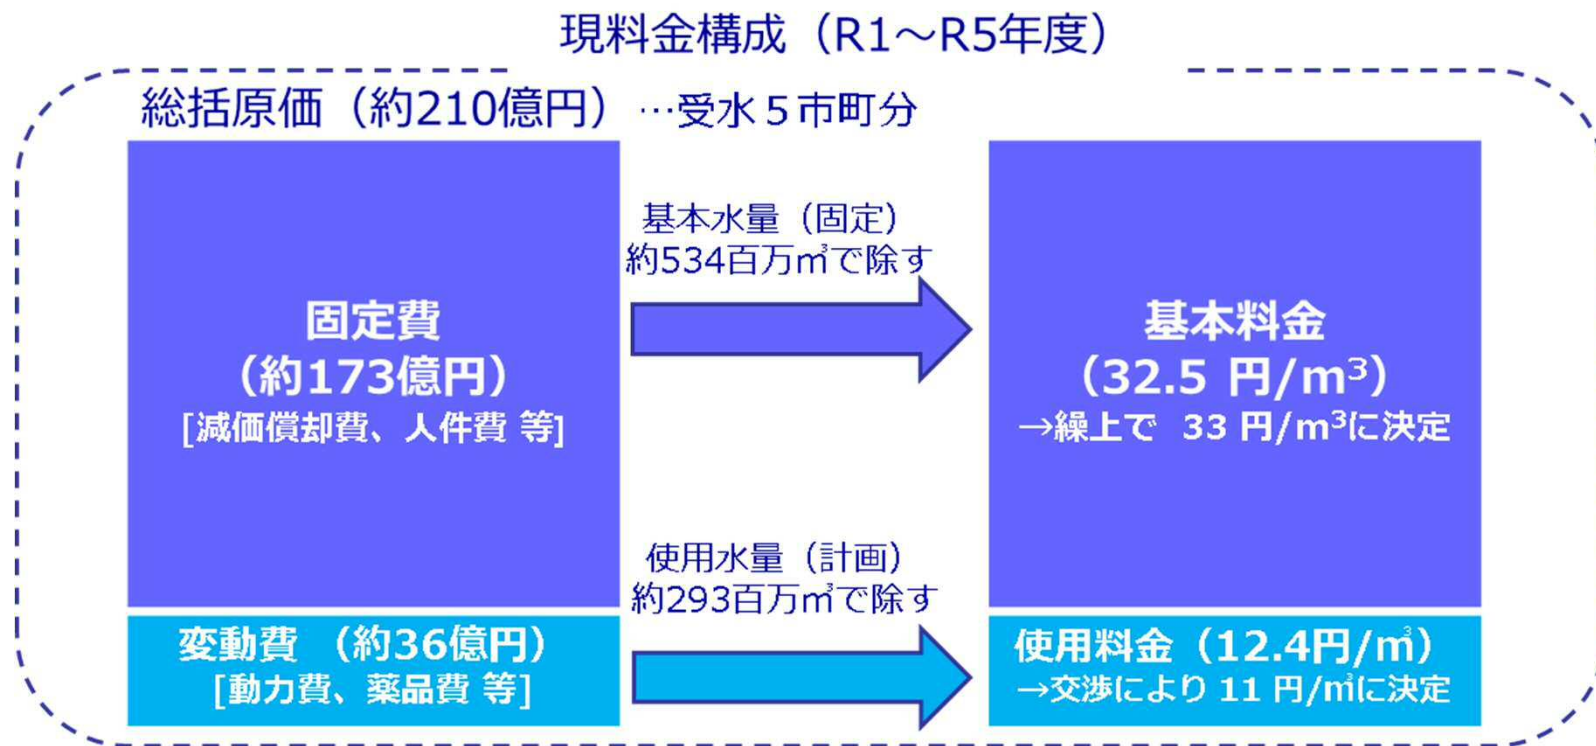 現料金構成（R1～R5年度）
総括原価（約210億円）…受水５市町分
固定費
（約173億円）
[減価償却費、人件費 等]
基本水量（固定）
約534百万㎥で除す
基本料金
（32.5 円/m³）
→繰上で 33 円/m³に決定
変動費 （約36億円）
[動力費、薬品費 等]
使用水量（計画）
約293百万㎥で除す
使用料金（12.4円/㎥）
→交渉により 11 円/㎥に決定